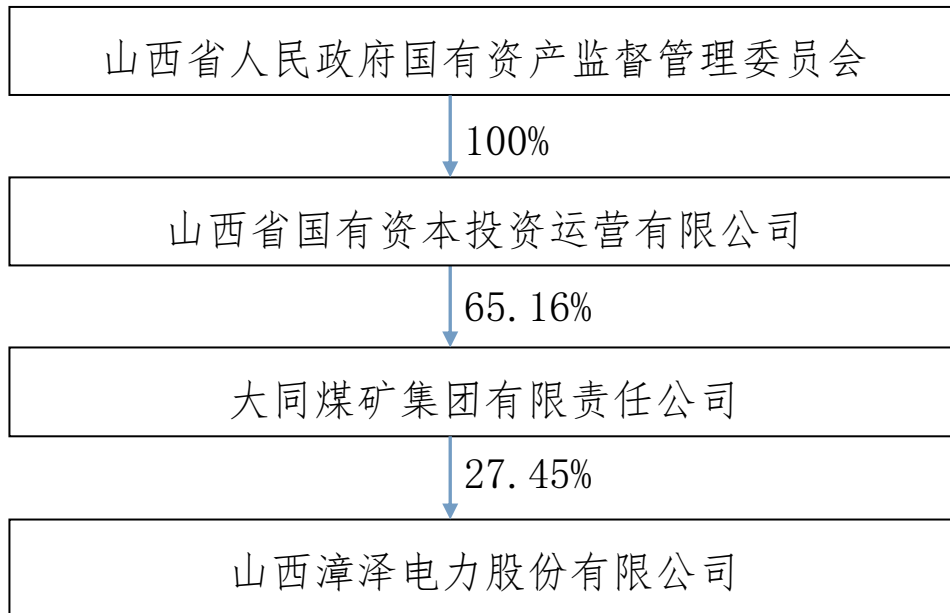 山西省人民政府国有资产监督管理委员会
100%
山西省国有资本投资运营有限公司
65.16%
大同煤矿集团有限责任公司
27.45%
山西漳泽电力股份有限公司